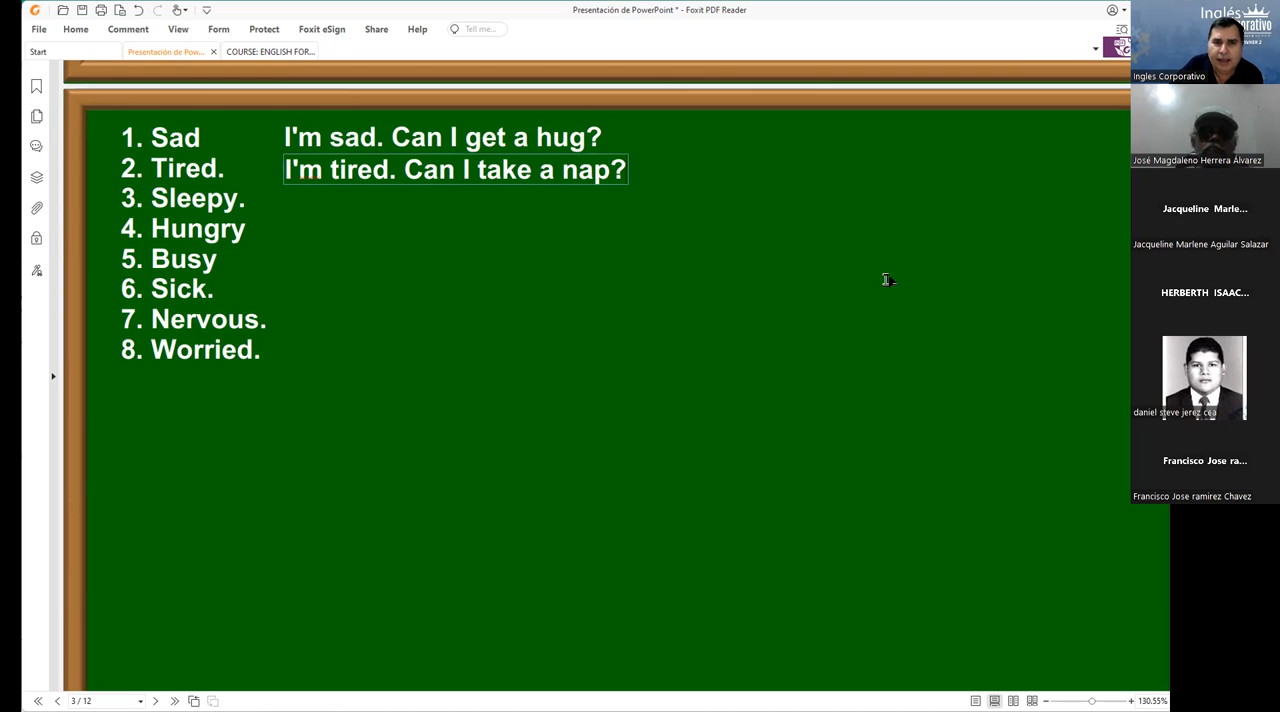 Presentación de PowerPoint * - Foxit PDF Reader
File Home Comment View Form Protect Foxit eSign Share Help Tell me...
Start Presentación de Pow... COURSE: ENGLISH FOR...
1. Sad I'm sad. Can I get a hug?
2. Tired. I'm tired. Can I take a nap?
3. Sleepy.
4. Hungry
5. Busy
6. Sick.
7. Nervous.
8. Worried.
Inglés
Ingles Corporativo
José Magdaleno Herrera Álvarez
Jacqueline Marle...
Jacqueline Marlene Aguilar Salazar
HERBERTH ISAAC...
daniel steve jerez cea
Francisco Jose ra...
Francisco Jose ramirez Chavez
3 / 12
130.55%